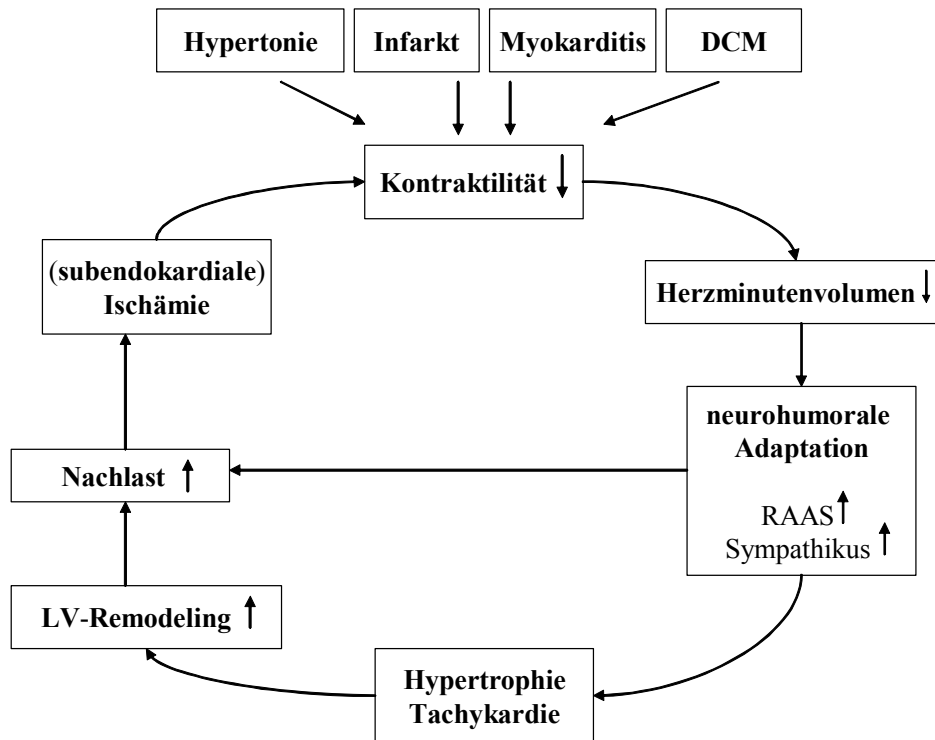 Hypertonie
Infarkt
Myokarditis
DCM
Kontraktilität ↓
(subendokardiale)
Ischämie
Herzminutenvolumen ↓
neurohumorale
Adaptation
RAAS ↑
Sympathikus ↑
Nachlast ↑
LV-Remodeling ↑
Hypertrophie
Tachykardie